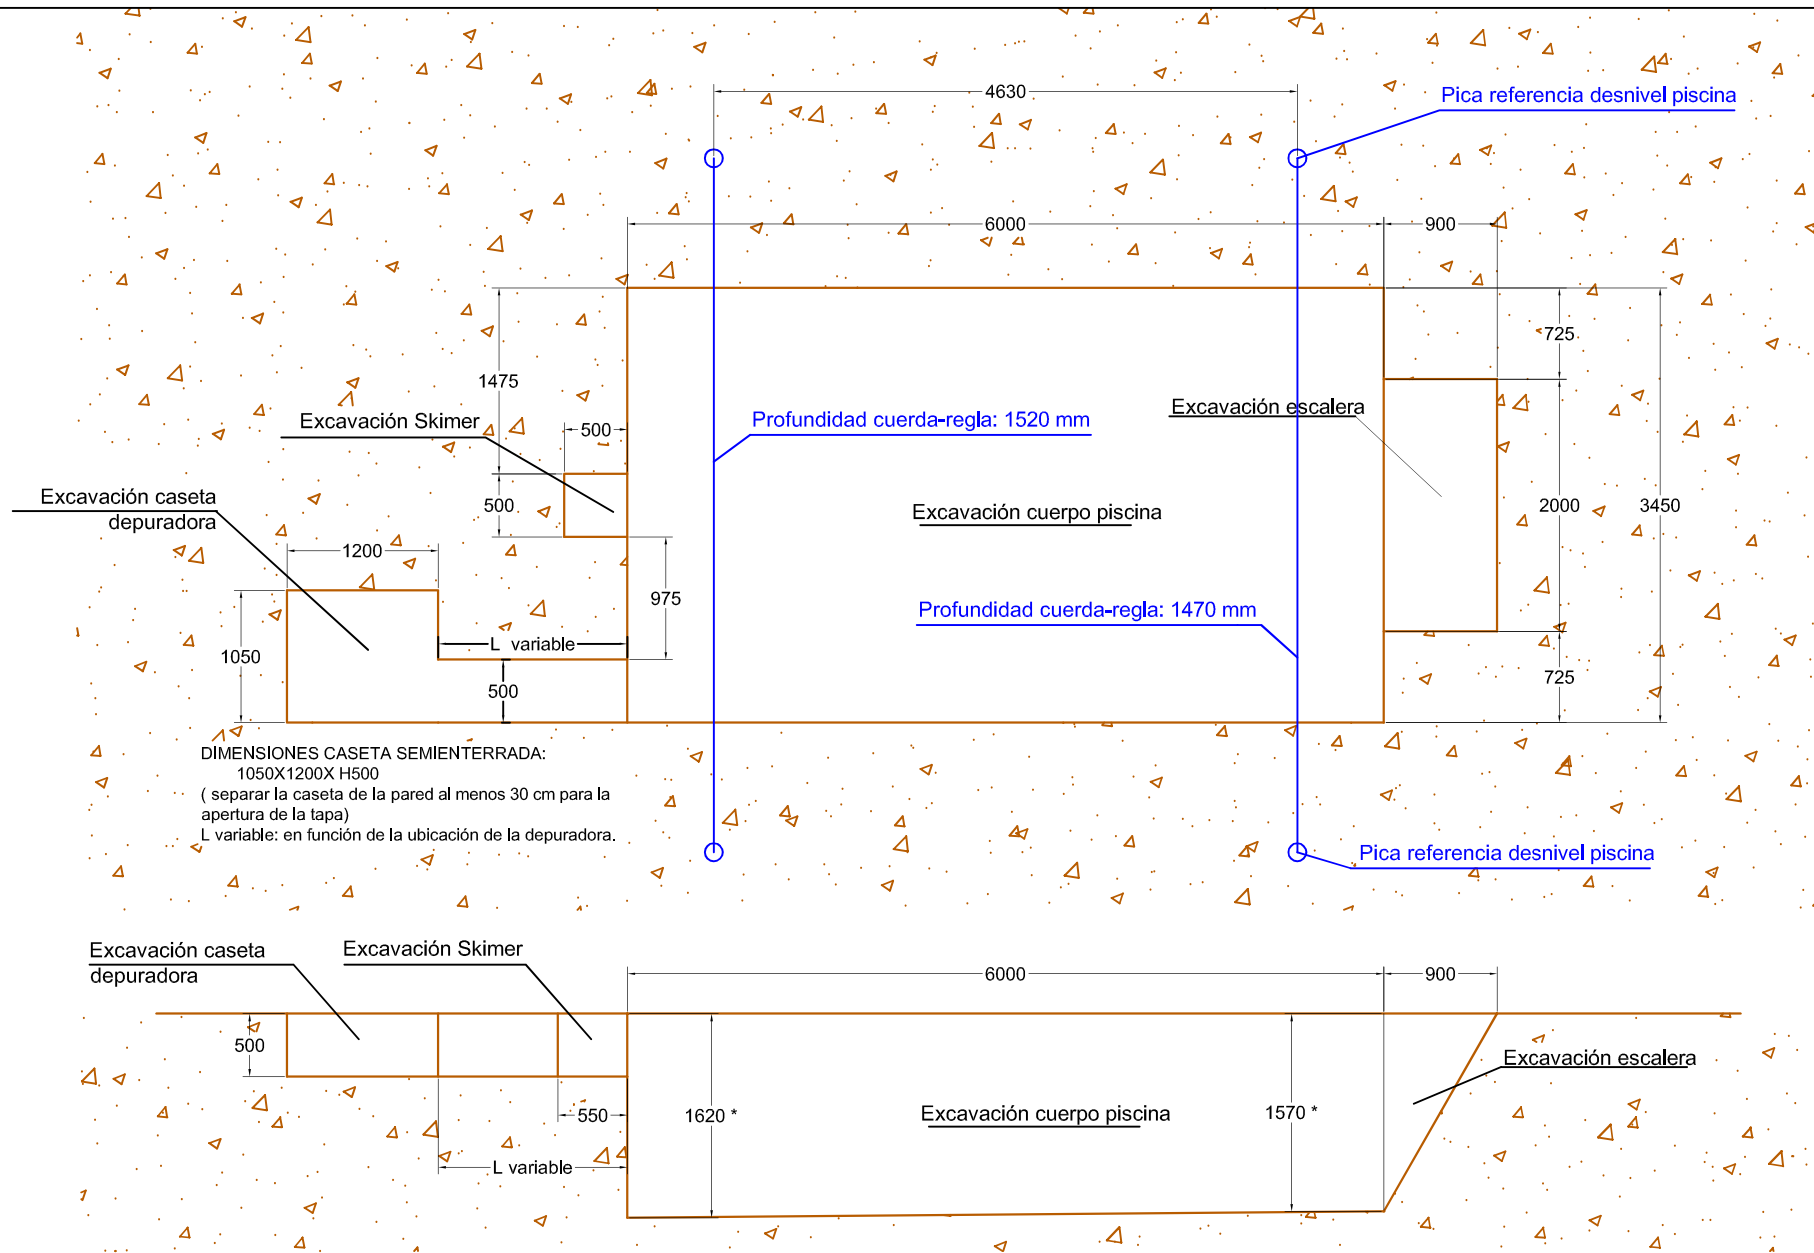 4630
Pica referencia desnivel piscina
6000
900
725
1475
Excavación Skimer
500
Profundidad cuerda-regla: 1520 mm
Excavación escalera
Excavación caseta
depuradora
500
Excavación cuerpo piscina
2000
3450
1200
975
Profundidad cuerda-regla: 1470 mm
1050
L variable
500
725
DIMENSIONES CASETA SEMIENTERRADA:
1050X1200X H500
( separar la caseta de la pared al menos 30 cm para la
apertura de la tapa)
L variable: en función de la ubicación de la depuradora.
Pica referencia desnivel piscina
Excavación caseta
depuradora
Excavación Skimer
6000
900
500
Excavación escalera
550
1620 *
Excavación cuerpo piscina
1570 *
L variable